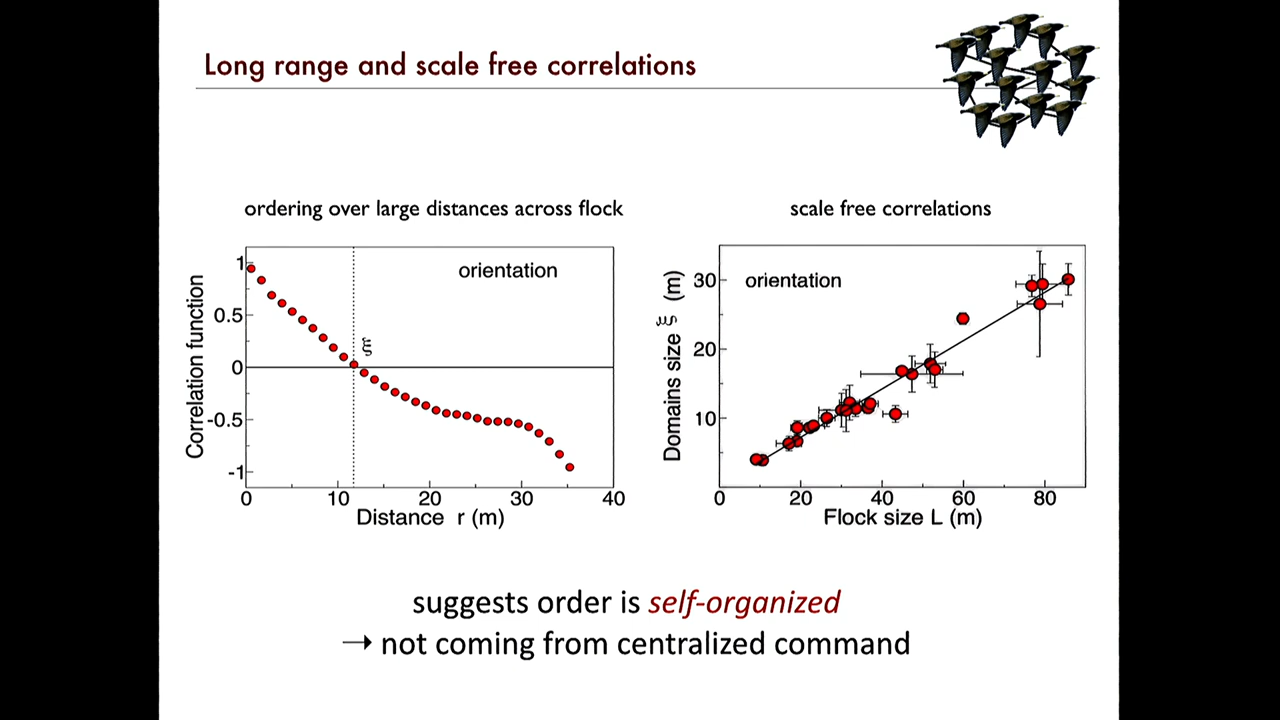 Long range and scale free correlations
ordering over large distances across flock
orientation
Correlation function
1
0.5
0
-0.5
-1
ξ
0 10 20 30 40
Distance r (m)
scale free correlations
orientation
Domains size ξ (m)
30
20
10
0 20 40 60 80
Flock size L (m)
suggests order is self-organized
→ not coming from centralized command